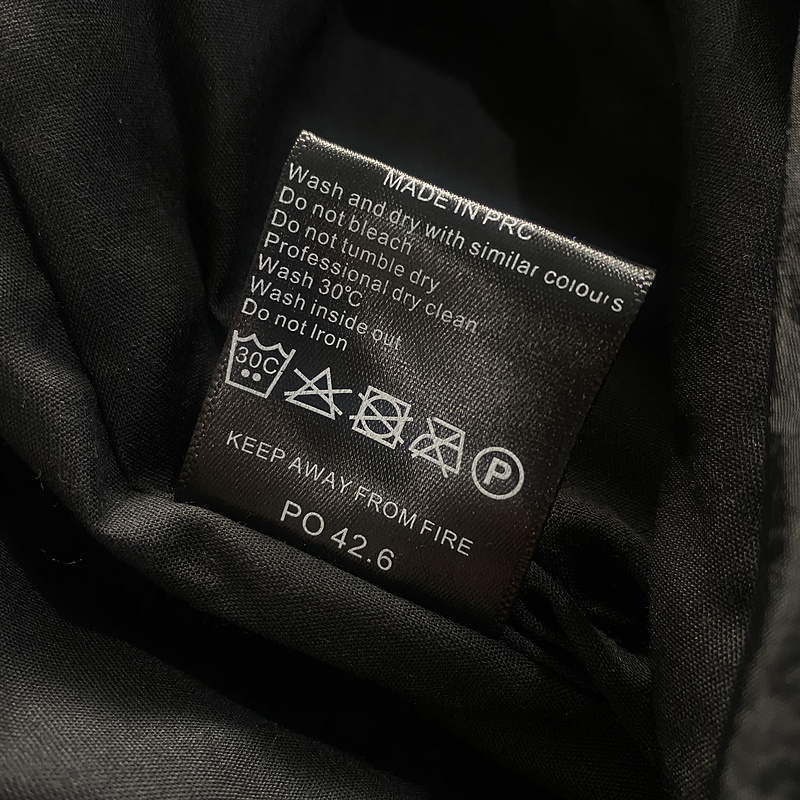 MADE IN PRC
Wash and dry with similar colours
Do not bleach
Do not tumble dry
Professional dry clean
Wash 30℃
Wash inside out
Do not Iron
30C
P
KEEP AWAY FROM FIRE
PO 42.6